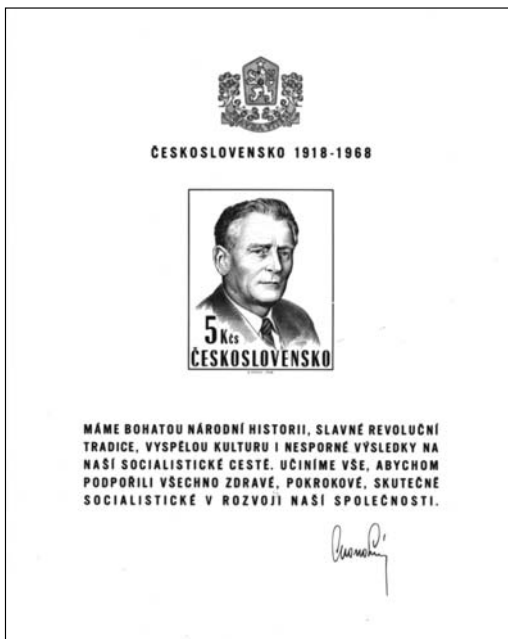 ČESKOSLOVENSKO 1918-1968
5 Kčs
ČESKOSLOVENSKO
MÁME BOHATOU NÁRODNÍ HISTORII, SLAVNÉ REVOLUČNÍ
TRADICE, VYSPĚLOU KULTURU I NESPORNÉ VÝSLEDKY NA
NAŠÍ SOCIALISTICKÉ CESTĚ. UČINÍME VŠE, ABYCHOM
PODPOŘILI VŠECHNO ZDRAVÉ, POKROKOVÉ, SKUTEČNĚ
SOCIALISTICKÉ V ROZVOJI NAŠÍ SPOLEČNOSTI.